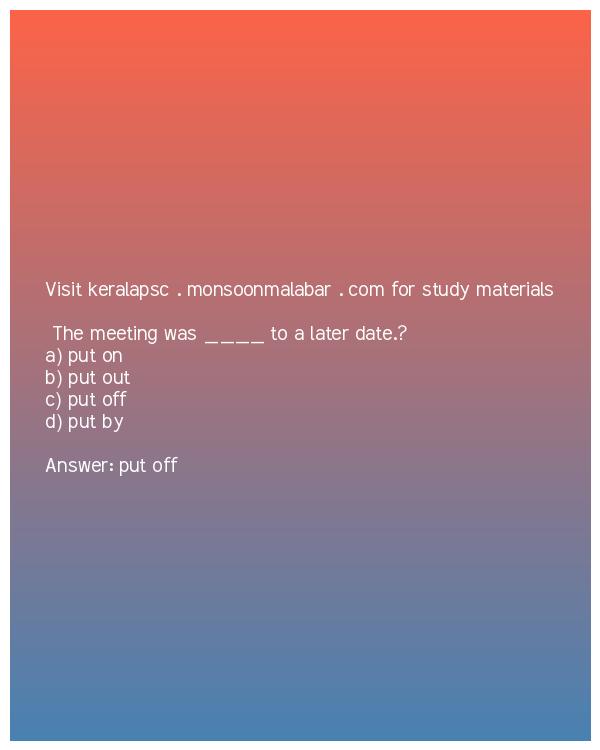 Visit keralapsc . monsoonmalabar . com for study materials
The meeting was ____ to a later date.?
a) put on
b) put out
c) put off
d) put by
Answer: put off